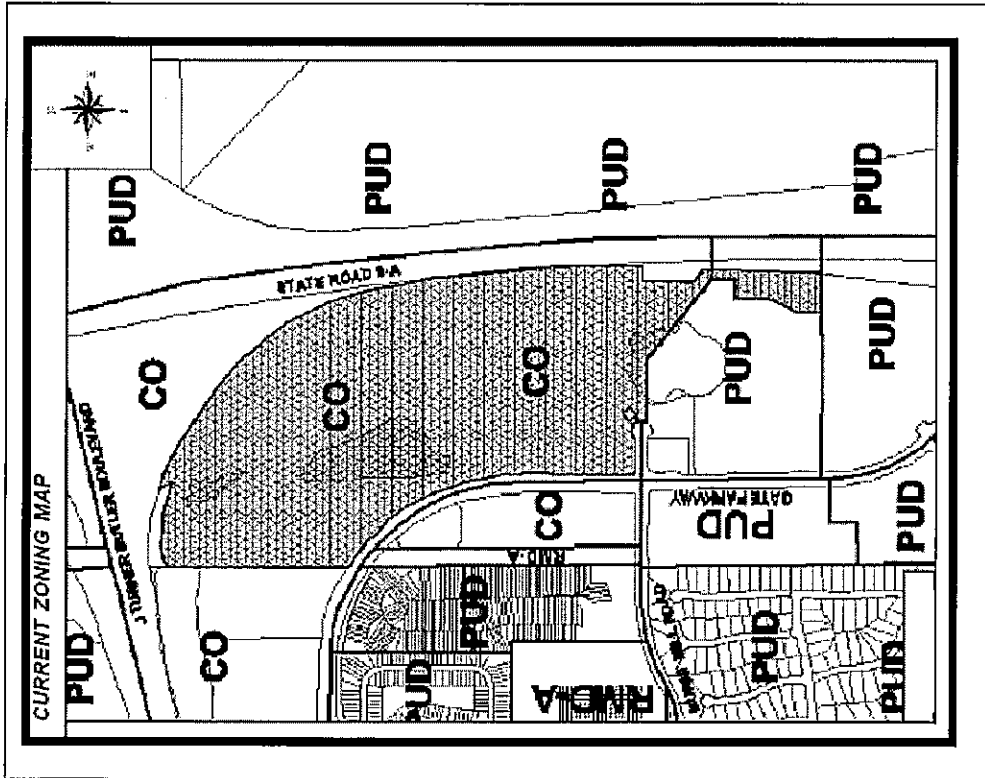 CURRENT ZONING MAP
PUD
J TURNER BUTLER BOULEVARD
CO
PUD
CO
STATE ROAD 9-A
CO
PUD
PUD
PUD
RMD-A
CO
CO
PUD
RMD-A
PUD
GATE PARKWAY
PUD
PUD
PUD
PUD
PUD
PUD